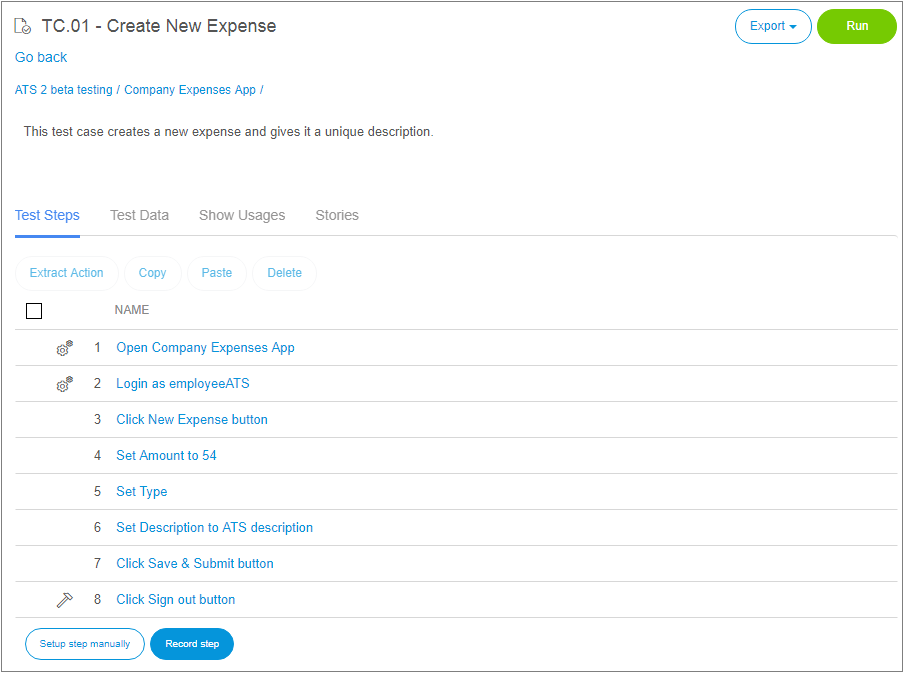 TC.01 - Create New Expense
Export
Run
Go back
ATS 2 beta testing / Company Expenses App /
This test case creates a new expense and gives it a unique description.
Test Steps Test Data Show Usages Stories
Extract Action Copy Paste Delete
NAME
1 Open Company Expenses App
2 Login as employeeATS
3 Click New Expense button
4 Set Amount to 54
5 Set Type
6 Set Description to ATS description
7 Click Save & Submit button
8 Click Sign out button
Setup step manually Record step